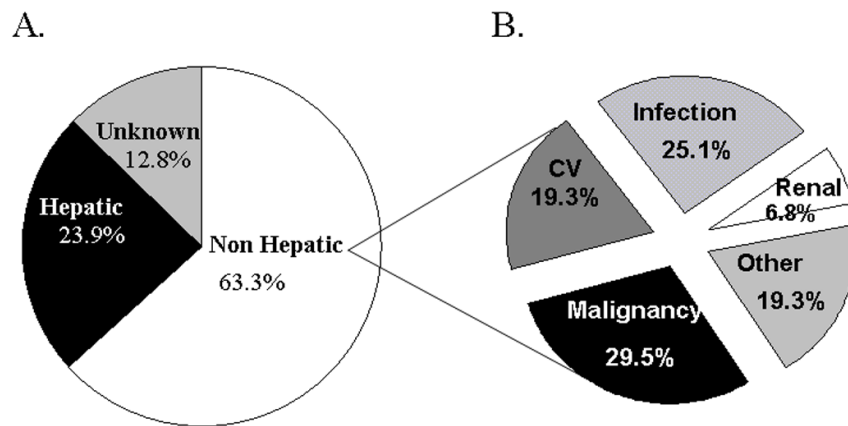 A.
Unknown
12.8%
Hepatic
23.9%
Non Hepatic
63.3%
B.
Infection
25.1%
CV
19.3%
Renal
6.8%
Other
19.3%
Malignancy
29.5%